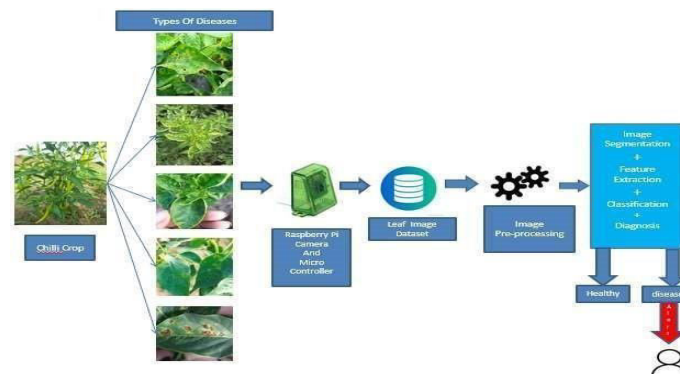 Types Of Diseases
Chilli Crop
Raspberry Pi
Camera
And
Micro
Controller
Leaf Image
Dataset
Image
Pre-processing
Image
Segmentation
+
Feature
Extraction
+
Classification
+
Diagnosis
Healthy
disease
Alert